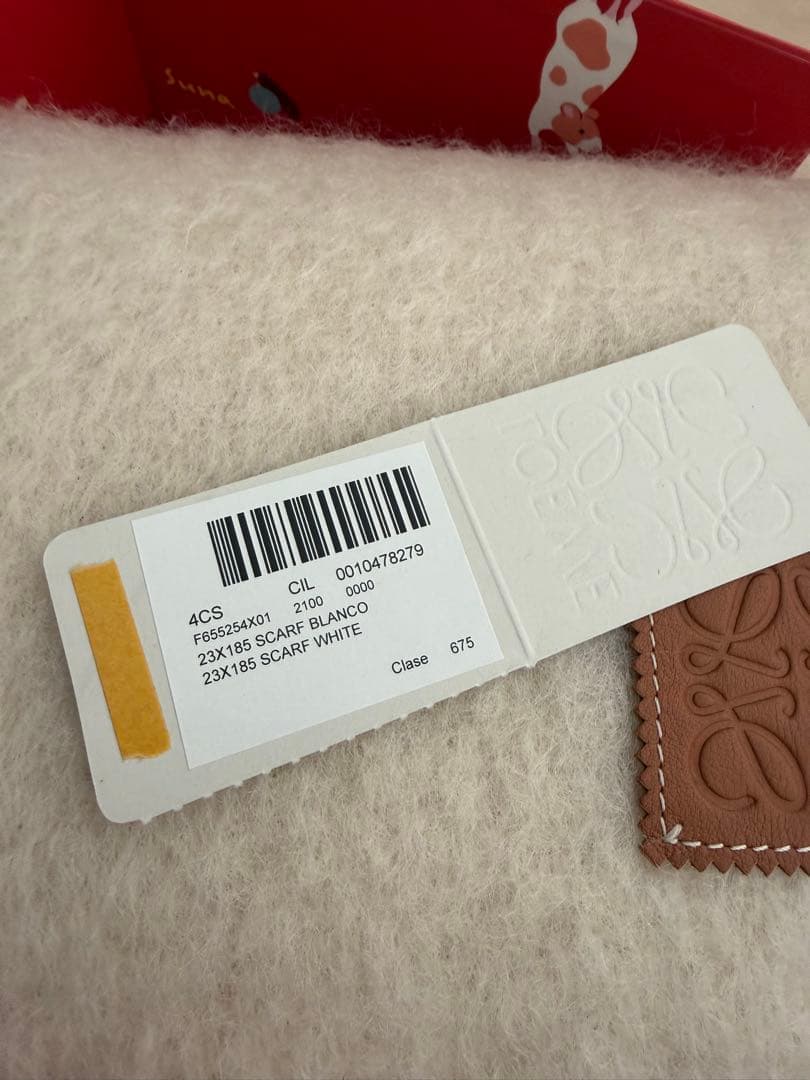 Suna
4CS CIL 0010478279
F655254X01 2100 0000
23X185 SCARF BLANCO
23X185 SCARF WHITE
Clase 675
LOEWE